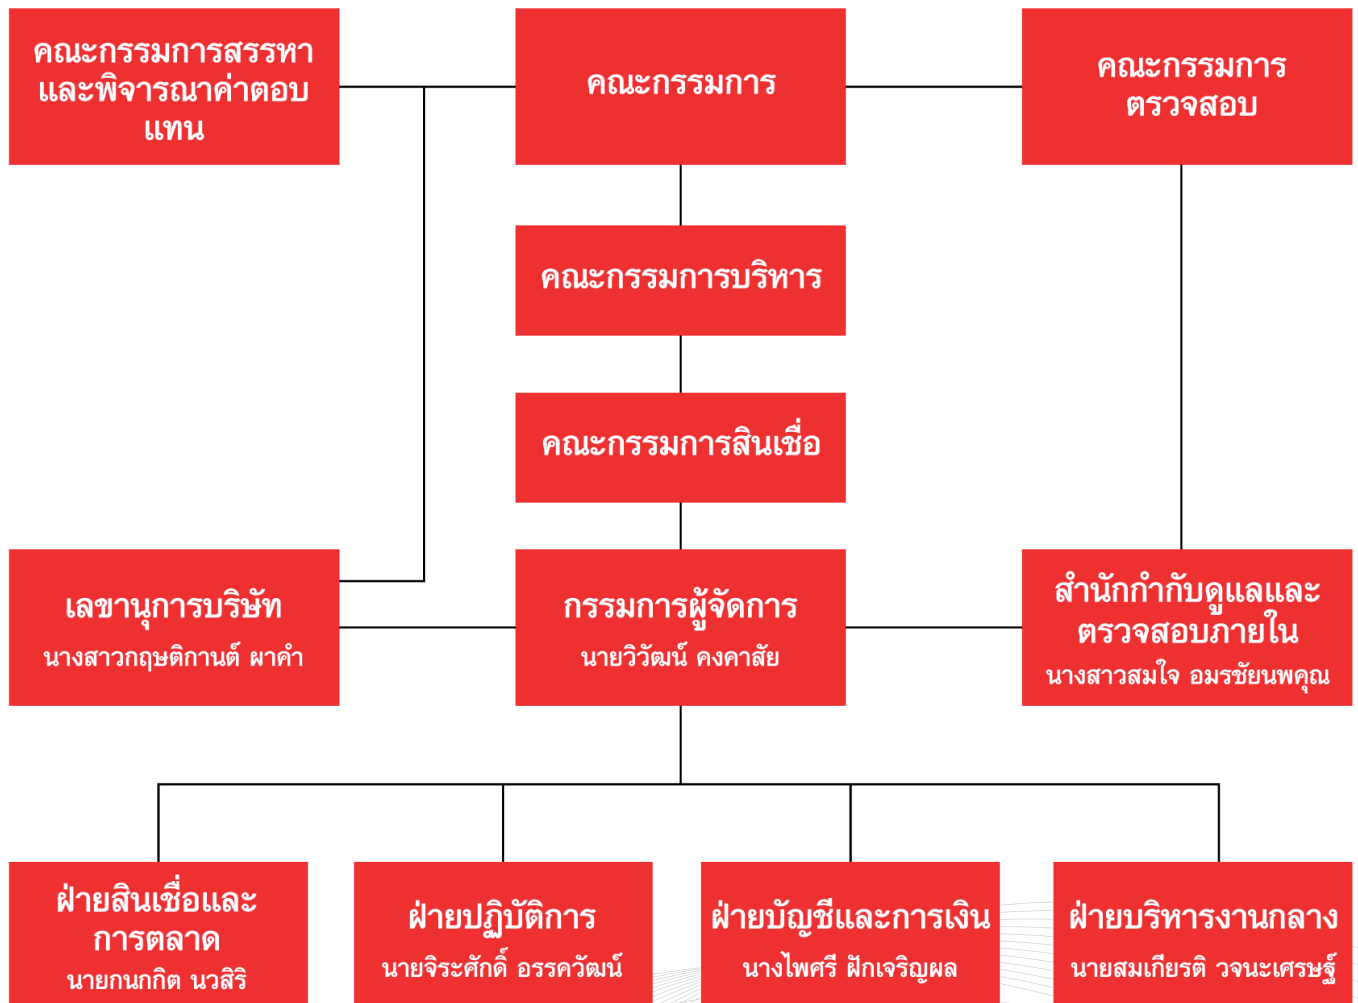 คณะกรรมการสรรหา
และพิจารณาค่าตอบ
แทน
คณะกรรมการ
คณะกรรมการ
ตรวจสอบ
คณะกรรมการบริหาร
คณะกรรมการสินเชื่อ
เลขานุการบริษัท
นางสาวกฤษติกานต์ ผาคำ
กรรมการผู้จัดการ
นายวิวัฒน์ คงคาสัย
สำนักกำกับดูแลและ
ตรวจสอบภายใน
นางสาวสมใจ อมรชัยนพคุณ
ฝ่ายสินเชื่อและ
การตลาด
นายกนกกิต นวสิริ
ฝ่ายปฏิบัติการ
นายจิระศักดิ์ อรรควัฒน์
ฝ่ายบัญชีและการเงิน
นางไพศรี ฝักเจริญผล
ฝ่ายบริหารงานกลาง
นายสมเกียรติ วจนะเศรษฐ์